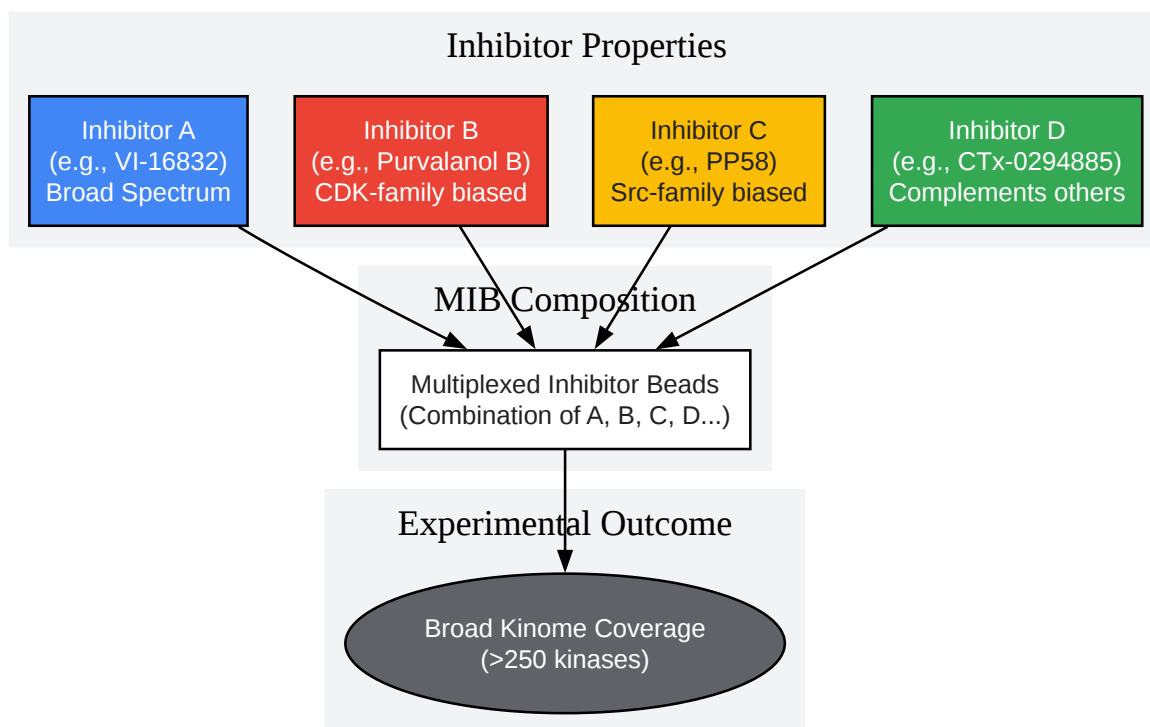 Inhibitor Properties
Inhibitor A
(e.g., VI-16832)
Broad Spectrum
Inhibitor B
(e.g., Purvalanol B)
CDK-family biased
Inhibitor C
(e.g., PP58)
Src-family biased
Inhibitor D
(e.g., CTx-0294885)
Complements others
MIB Composition
Multiplexed Inhibitor Beads
(Combination of A, B, C, D...)
Experimental Outcome
Broad Kinome Coverage
(>250 kinases)